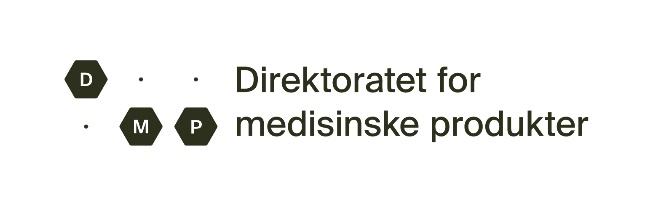 D
Direktoratet for
M P
medisinske produkter